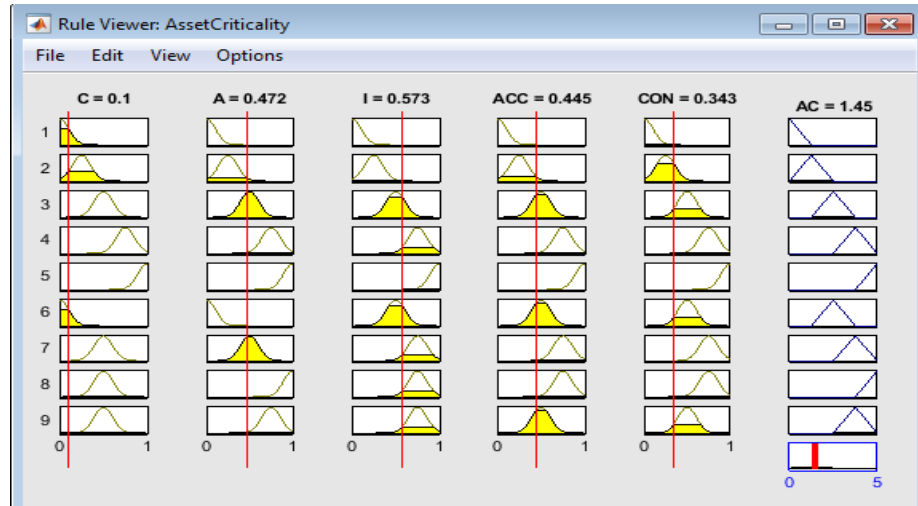 Rule Viewer: AssetCriticality
File Edit View Options
C = 0.1 A = 0.472 I = 0.573 ACC = 0.445 CON = 0.343 AC = 1.45
1
2
3
4
5
6
7
8
9
0 1 0 1 0 1 0 1 0 1
0 5